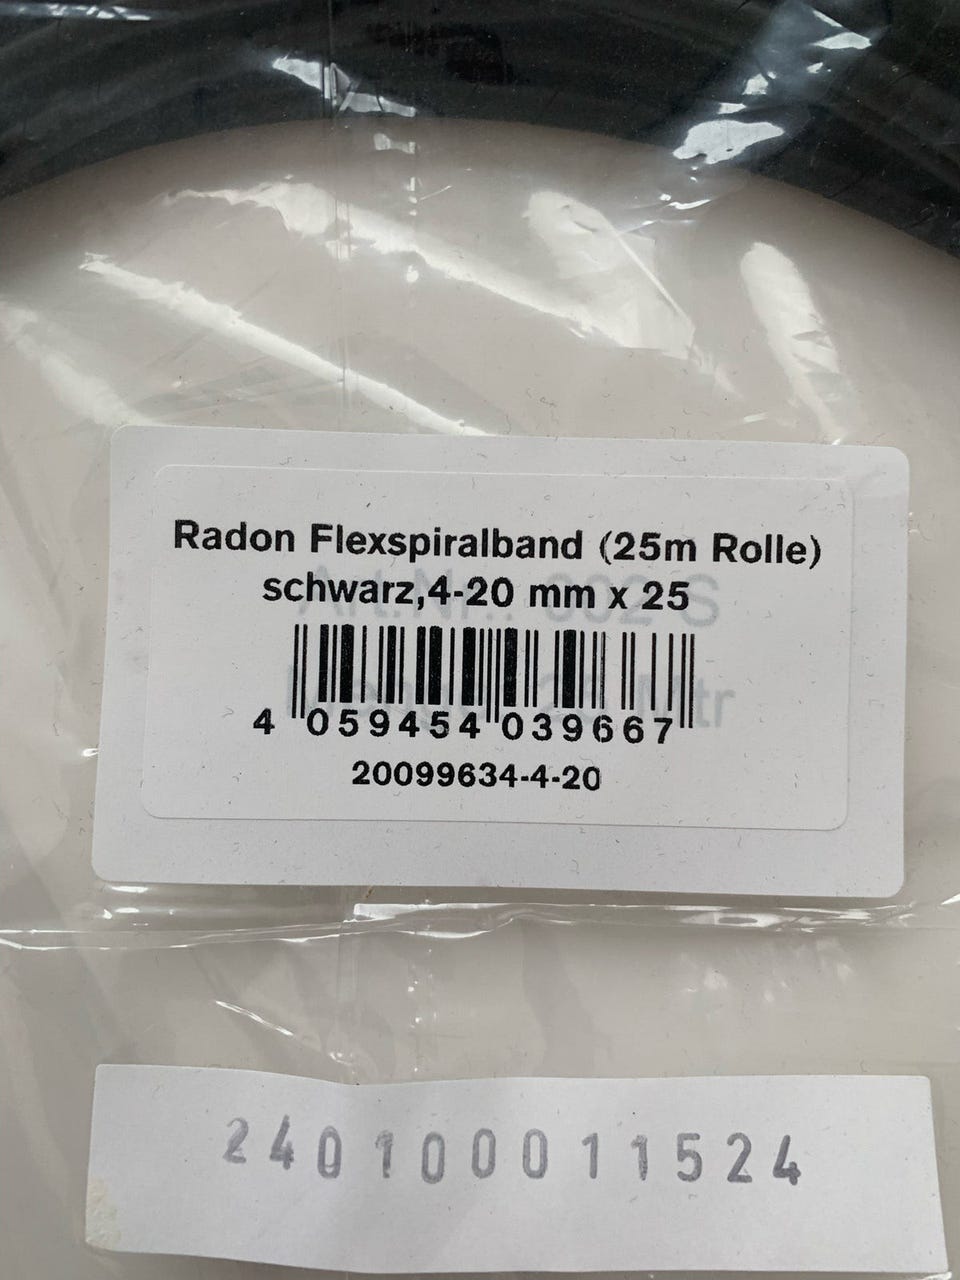 Radon Flexspiralband (25m Rolle)
schwarz,4-20 mm x 25
4 059454 039667
20099634-4-20
240100011524